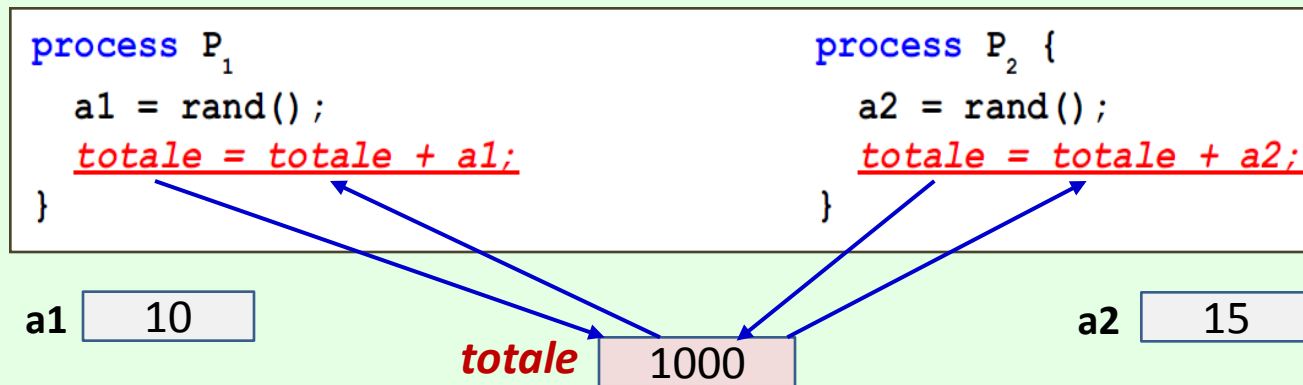 process P1
a1 = rand();
totale = totale + a1;
}
process P2 {
a2 = rand();
totale = totale + a2;
}
a1 10
totale 1000
a2 15